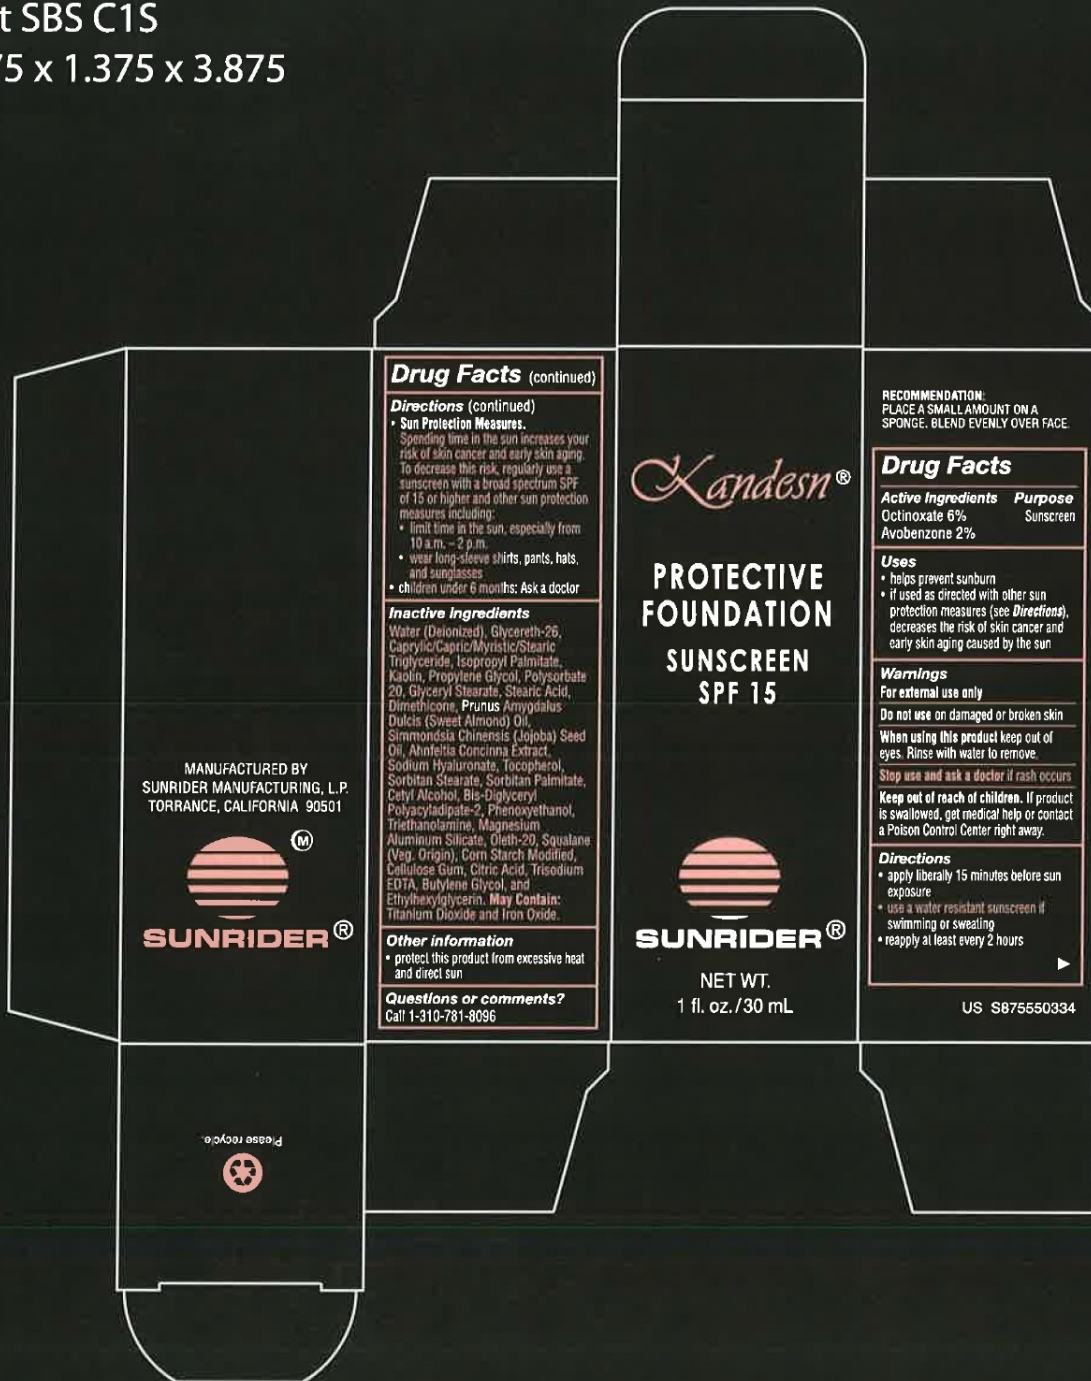 t SBS C1S
75 x 1.375 x 3.875
MANUFACTURED BY
SUNRIDER MANUFACTURING, L.P.
TORRANCE, CALIFORNIA 90501
Ⓜ
SUNRIDER®
Please recycle.
Drug Facts (continued)
Directions (continued)
• Sun Protection Measures.
Spending time in the sun increases your
risk of skin cancer and early skin aging.
To decrease this risk, regularly use a
sunscreen with a broad spectrum SPF
of 15 or higher and other sun protection
measures including:
• limit time in the sun, especially from
10 a.m. – 2 p.m.
• wear long-sleeve shirts, pants, hats,
and sunglasses
• children under 6 months: Ask a doctor
Inactive Ingredients
Water (Deionized), Glycereth-26,
Caprylic/Capric/Myristic/Stearic
Triglyceride, Isopropyl Palmitate,
Kaolin, Propylene Glycol, Polysorbate
20, Glyceryl Stearate, Stearic Acid,
Dimethicone, Prunus Amygdalus
Dulcis (Sweet Almond) Oil,
Simmondsia Chinensis (Jojoba) Seed
Oil, Ahnfeltia Concinna Extract,
Sodium Hyaluronate, Tocopherol,
Sorbitan Stearate, Sorbitan Palmitate,
Cetyl Alcohol, Bis-Diglyceryl
Polyacyladipate-2, Phenoxyethanol,
Triethanolamine, Magnesium
Aluminum Silicate, Oleth-20, Squalane
(Veg. Origin), Corn Starch Modified,
Cellulose Gum, Citric Acid, Trisodium
EDTA, Butylene Glycol, and
Ethylhexylglycerin. May Contain:
Titanium Dioxide and Iron Oxide.
Other information
• protect this product from excessive heat
and direct sun
Questions or comments?
Call 1-310-781-8096
Kandesn®
PROTECTIVE
FOUNDATION
SUNSCREEN
SPF 15
SUNRIDER®
NET WT.
1 fl. oz./30 mL
RECOMMENDATION:
PLACE A SMALL AMOUNT ON A
SPONGE. BLEND EVENLY OVER FACE.
Drug Facts
Active Ingredients Purpose
Octinoxate 6% Sunscreen
Avobenzone 2%
Uses
• helps prevent sunburn
• if used as directed with other sun
protection measures (see Directions),
decreases the risk of skin cancer and
early skin aging caused by the sun
Warnings
For external use only
Do not use on damaged or broken skin
When using this product keep out of
eyes. Rinse with water to remove.
Stop use and ask a doctor if rash occurs
Keep out of reach of children. If product
is swallowed, get medical help or contact
a Poison Control Center right away.
Directions
• apply liberally 15 minutes before sun
exposure
• use a water resistant sunscreen if
swimming or sweating
• reapply at least every 2 hours
US S875550334